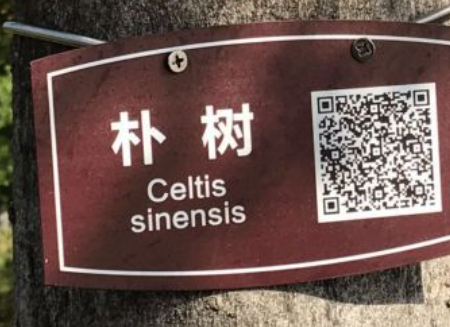 朴树
Celtis
sinensis